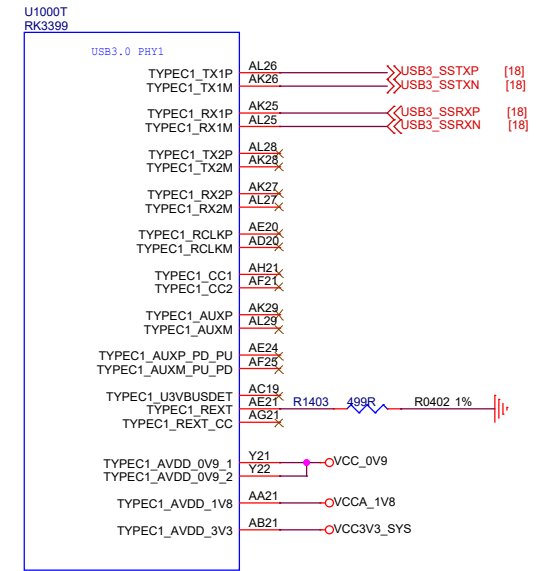 U1000T
RK3399
USB3.0 PHY1
TYPEC1_TX1P AL26 USB3_SSTXP [18]
TYPEC1_TX1M AK26 USB3_SSTXN [18]
TYPEC1_RX1P AK25 USB3_SSRXP [18]
TYPEC1_RX1M AL25 USB3_SSRXN [18]
TYPEC1_TX2P AL28
TYPEC1_TX2M AK28
TYPEC1_RX2P AK27
TYPEC1_RX2M AL27
TYPEC1_RCLKP AE20
TYPEC1_RCLKM AD20
TYPEC1_CC1 AH21
TYPEC1_CC2 AF21
TYPEC1_AUXP AK29
TYPEC1_AUXM AL29
TYPEC1_AUXP_PD_PU AE24
TYPEC1_AUXM_PU_PD AF25
TYPEC1_U3VBUSDET AC19
TYPEC1_REXT AE21 R1403 499R R0402 1%
TYPEC1_REXT_CC AG21
TYPEC1_AVDD_0V9_1 Y21 VCC_0V9
TYPEC1_AVDD_0V9_2 Y22
TYPEC1_AVDD_1V8 AA21 VCCA_1V8
TYPEC1_AVDD_3V3 AB21 VCC3V3_SYS